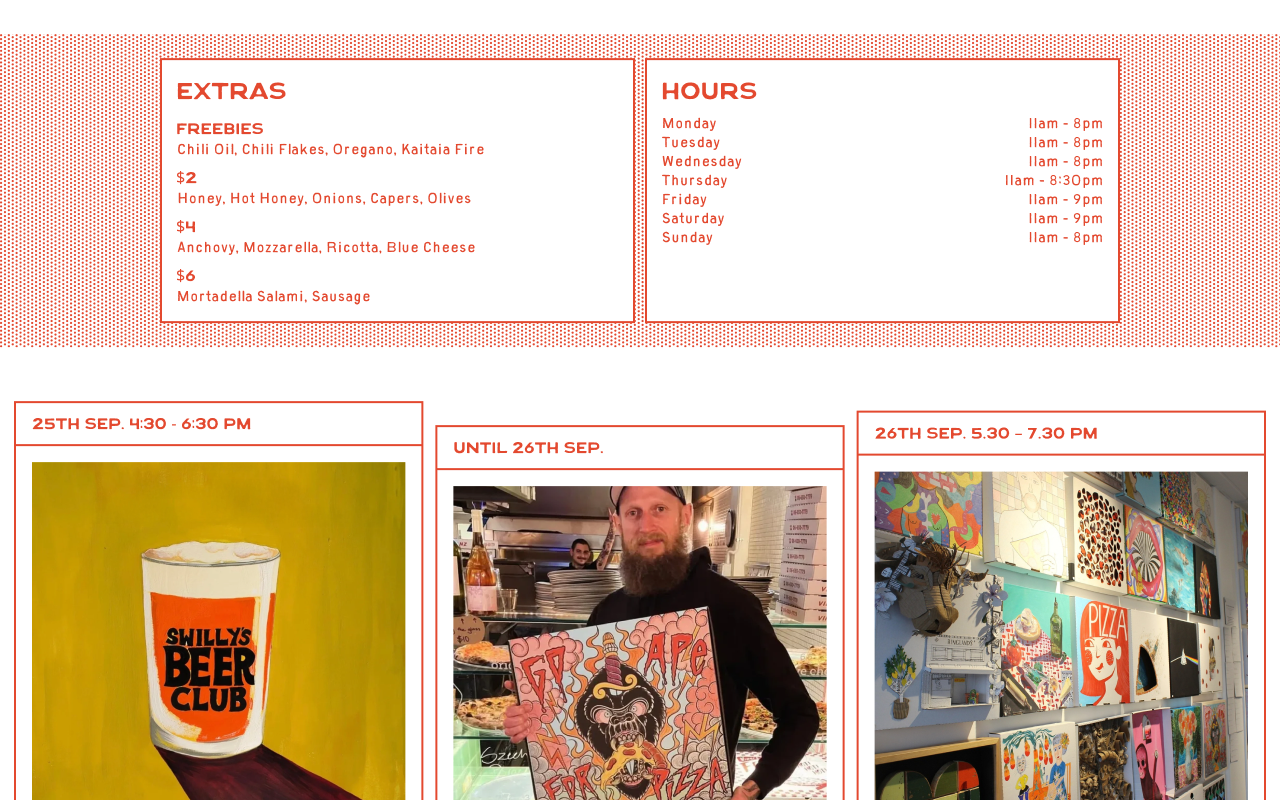 EXTRAS
FREEBIES
Chili Oil, Chili Flakes, Oregano, Kaitaia Fire
$2
Honey, Hot Honey, Onions, Capers, Olives
$4
Anchovy, Mozzarella, Ricotta, Blue Cheese
$6
Mortadella Salami, Sausage
HOURS
Monday 11am - 8pm
Tuesday 11am - 8pm
Wednesday 11am - 8pm
Thursday 11am - 8:30pm
Friday 11am - 9pm
Saturday 11am - 9pm
Sunday 11am - 8pm
25TH SEP. 4:30 - 6:30 PM
SWILLY'S
BEER
CLUB
UNTIL 26TH SEP.
GO APE
FOR PIZZA
26TH SEP. 5.30 – 7.30 PM
PIZZA